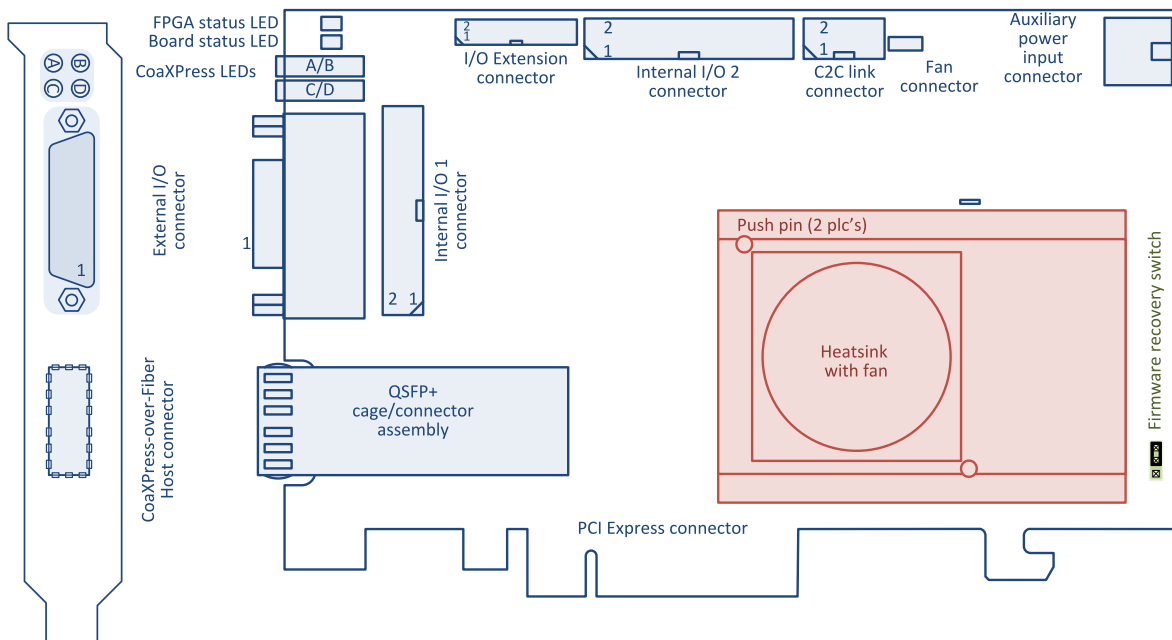 FPGA status LED
Board status LED
CoaXPress LEDs
A/B
C/D
A
B
C
D
1
External I/O
connector
1
2
1
Internal I/O 1
connector
2
1
I/O Extension
connector
2
1
Internal I/O 2
connector
2
1
C2C link
connector
Fan
connector
Auxiliary
power
input
connector
Push pin (2 plc's)
Heatsink
with fan
Firmware recovery switch
CoaXPress-over-Fiber
Host connector
QSFP+
cage/connector
assembly
PCI Express connector